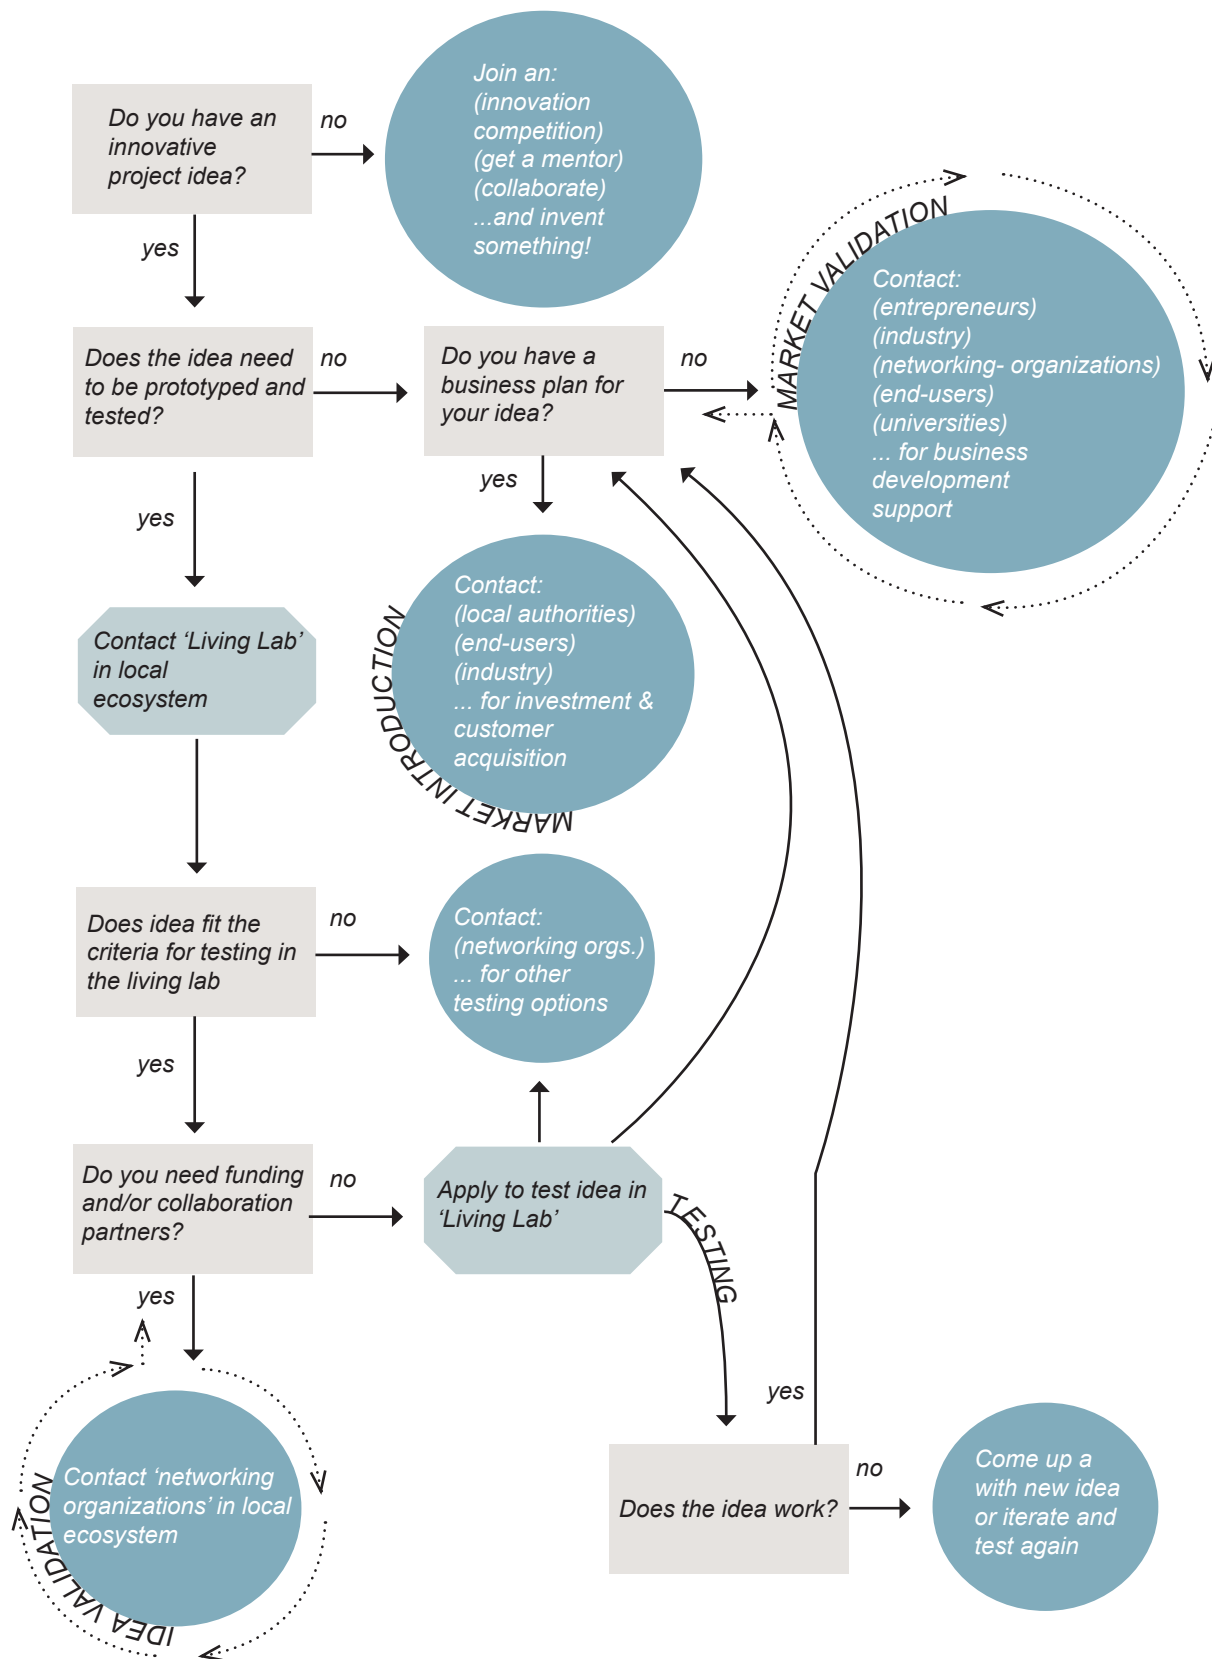 Do you have an
innovative
project idea?
no
Join an:
(innovation
competition)
(get a mentor)
(collaborate)
...and invent
something!
yes
MARKET VALIDATION
Contact:
(entrepreneurs)
(industry)
(networking- organizations)
(end-users)
(universities)
... for business
development
support
Does the idea need
to be prototyped and
tested?
no
Do you have a
business plan for
your idea?
no
yes
yes
Contact:
(local authorities)
(end-users)
(industry)
... for investment &
customer
acquisition
MARKET INTRODUCTION
Contact ‘Living Lab’
in local
ecosystem
Does idea fit the
criteria for testing in
the living lab
no
Contact:
(networking orgs.)
... for other
testing options
yes
Do you need funding
and/or collaboration
partners?
no
Apply to test idea in
‘Living Lab’
TESTING
yes
Contact ‘networking
organizations’ in local
ecosystem
IDEA VALIDATION
yes
Does the idea work?
no
Come up a
with new idea
or iterate and
test again